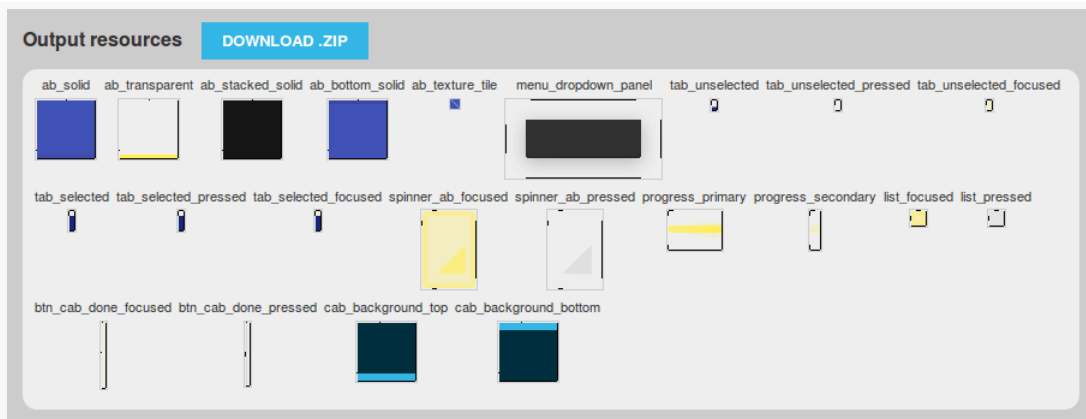 Output resources DOWNLOAD .ZIP
ab_solid ab_transparent ab_stacked_solid ab_bottom_solid ab_texture_tile menu_dropdown_panel tab_unselected tab_unselected_pressed tab_unselected_focused
tab_selected tab_selected_pressed tab_selected_focused spinner_ab_focused spinner_ab_pressed progress_primary progress_secondary list_focused list_pressed
btn_cab_done_focused btn_cab_done_pressed cab_background_top cab_background_bottom